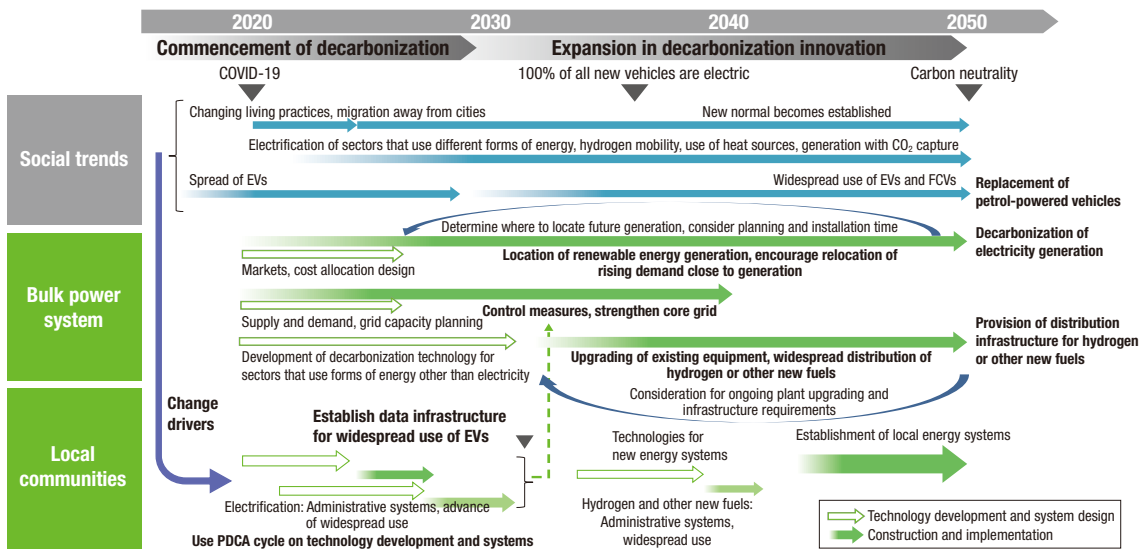 2020 2030 2040 2050
Commencement of decarbonization
Expansion in decarbonization innovation
COVID-19
100% of all new vehicles are electric
Carbon neutrality
Social trends
Changing living practices, migration away from cities
New normal becomes established
Electrification of sectors that use different forms of energy, hydrogen mobility, use of heat sources, generation with CO₂ capture
Spread of EVs
Widespread use of EVs and FCVs
Replacement of
petrol-powered vehicles
Bulk power
system
Determine where to locate future generation, consider planning and installation time
Decarbonization of
electricity generation
Markets, cost allocation design
Location of renewable energy generation, encourage relocation of
rising demand close to generation
Control measures, strengthen core grid
Supply and demand, grid capacity planning
Development of decarbonization technology for
sectors that use forms of energy other than electricity
Upgrading of existing equipment, widespread distribution of
hydrogen or other new fuels
Provision of distribution
infrastructure for hydrogen
or other new fuels
Consideration for ongoing plant upgrading and
infrastructure requirements
Local
communities
Change
drivers
Establish data infrastructure
for widespread use of EVs
Electrification: Administrative systems, advance
of widespread use
Use PDCA cycle on technology development and systems
Technologies for
new energy systems
Hydrogen and other new fuels:
Administrative systems,
widespread use
Establishment of local energy systems
Technology development and system design
Construction and implementation